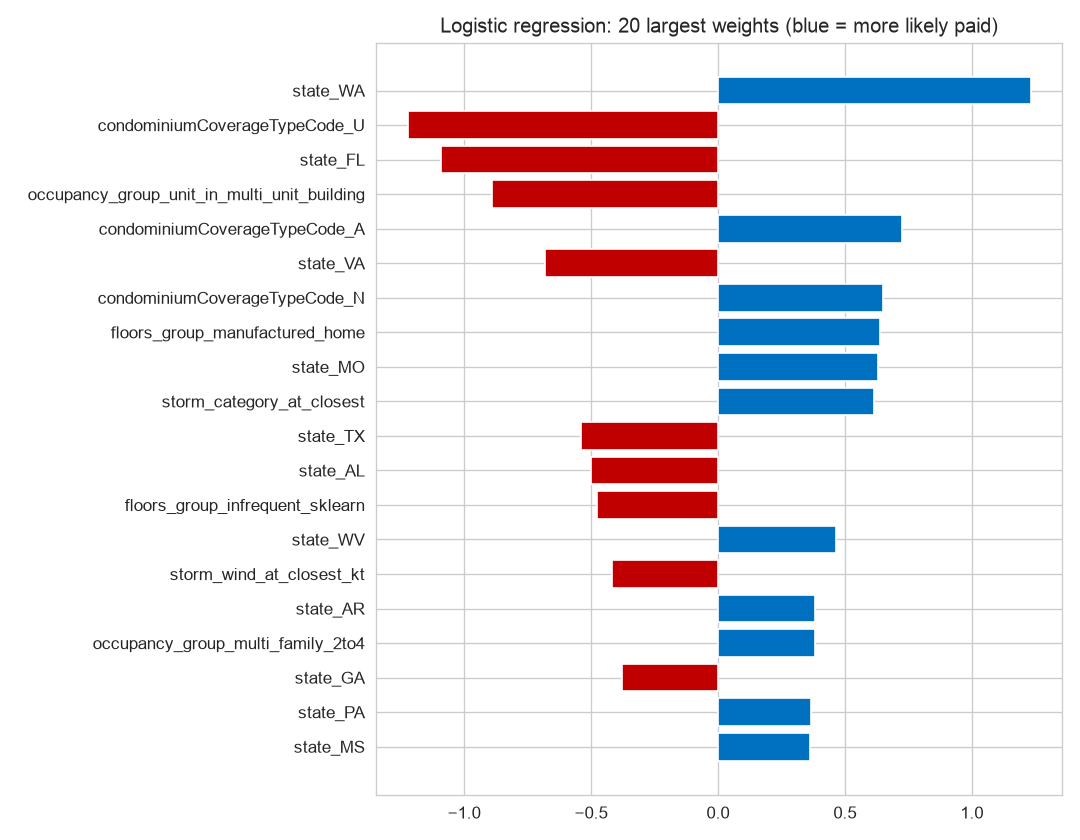 Logistic regression: 20 largest weights (blue = more likely paid)
state_WA
condominiumCoverageTypeCode_U
state_FL
occupancy_group_unit_in_multi_unit_building
condominiumCoverageTypeCode_A
state_VA
condominiumCoverageTypeCode_N
floors_group_manufactured_home
state_MO
storm_category_at_closest
state_TX
state_AL
floors_group_infrequent_sklearn
state_WV
storm_wind_at_closest_kt
state_AR
occupancy_group_multi_family_2to4
state_GA
state_PA
state_MS
−1.0 −0.5 0.0 0.5 1.0